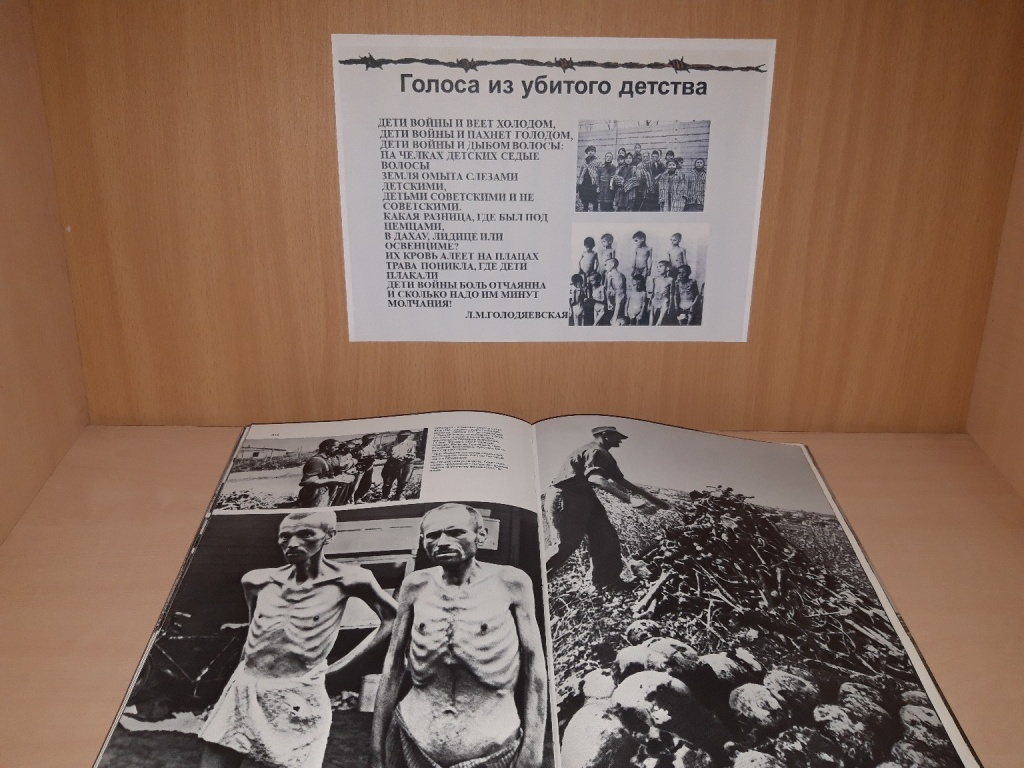 Голоса из убитого детства
ДЕТИ ВОЙНЫ И ВЕЕТ ХОЛОДОМ,
ДЕТИ ВОЙНЫ И ПАХНЕТ ГОЛОДОМ,
ДЕТИ ВОЙНЫ И ДЫБОМ ВОЛОСЫ:
НА ЧЕЛКАХ ДЕТСКИХ СЕДЫЕ
ВОЛОСЫ
ЗЕМЛЯ ОМЫТА СЛЕЗАМИ
ДЕТСКИМИ,
ДЕТЬМИ СОВЕТСКИМИ И НЕ
СОВЕТСКИМИ.
КАКАЯ РАЗНИЦА, ГДЕ БЫЛ ПОД
НЕМЦАМИ,
В ДАХАУ, ЛИДИЦЕ ИЛИ
ОСВЕНЦИМЕ?
ИХ КРОВЬ АЛЕЕТ НА ПЛАЦАХ
ТРАВА ПОНИКЛА, ГДЕ ДЕТИ
ПЛАКАЛИ
ДЕТИ ВОЙНЫ БОЛЬ ОТЧАЯННА
И СКОЛЬКО НАДО ИМ МИНУТ
МОЛЧАНИЯ!
Л.М.ГОЛОДЯЕВСКАЯ